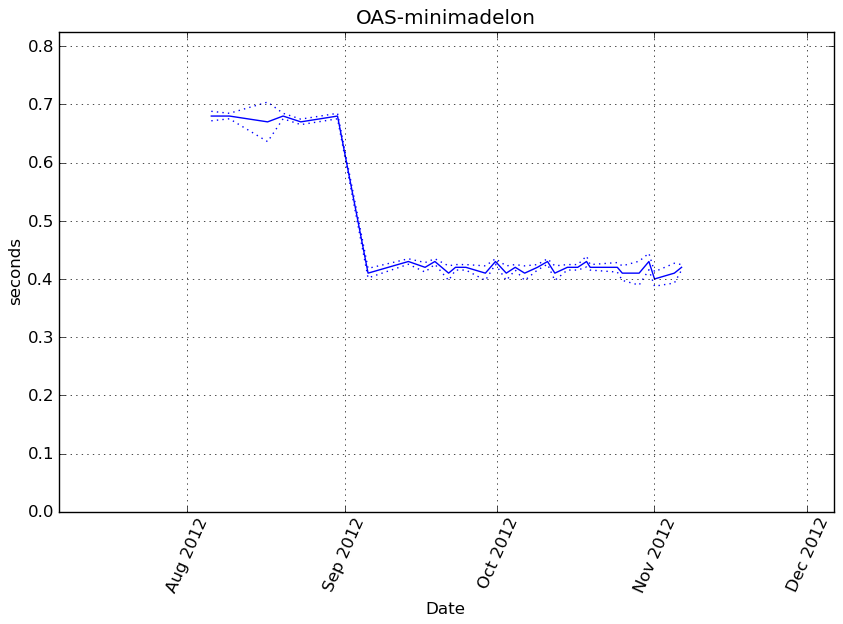 OAS-minimadelon
0.8
0.7
0.6
0.5
0.4
0.3
0.2
0.1
0.0
seconds
Aug 2012
Sep 2012
Oct 2012
Nov 2012
Dec 2012
Date